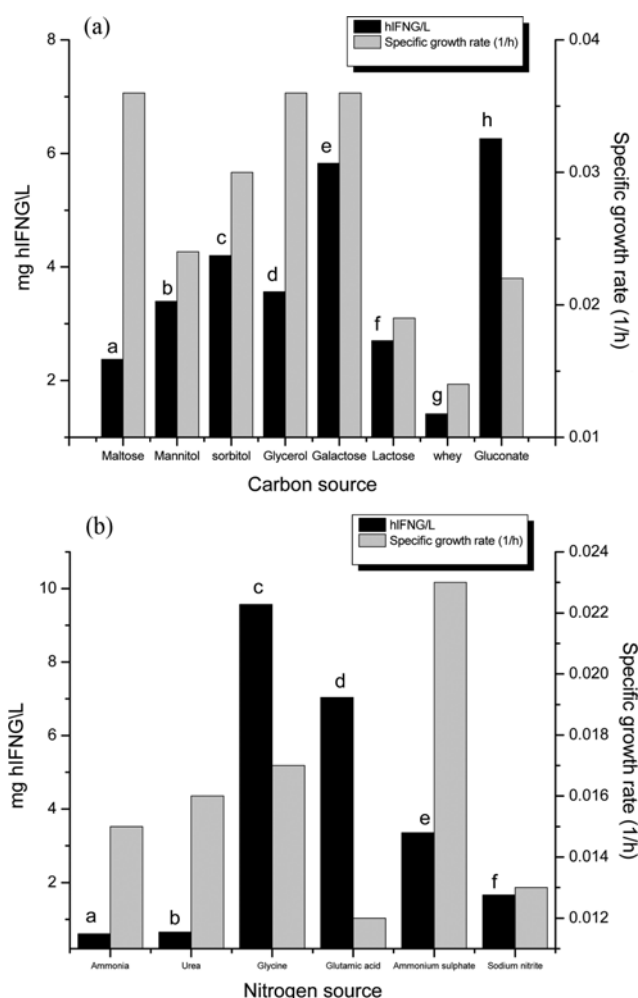 (a)
hIFNG/L
Specific growth rate (1/h)
8
6
4
2
mg hIFNG\L
0.04
0.03
0.02
0.01
Specific growth rate (1/h)
a
b
c
d
e
f
g
h
Maltose Mannitol sorbitol Glycerol Galactose Lactose whey Gluconate
Carbon source
(b)
hIFNG/L
Specific growth rate (1/h)
10
8
6
4
2
mg hIFNG\L
0.024
0.022
0.020
0.018
0.016
0.014
0.012
Specific growth rate (1/h)
a
b
c
d
e
f
Ammonia Urea Glycine Glutamic acid Ammonium sulphate Sodium nitrite
Nitrogen source